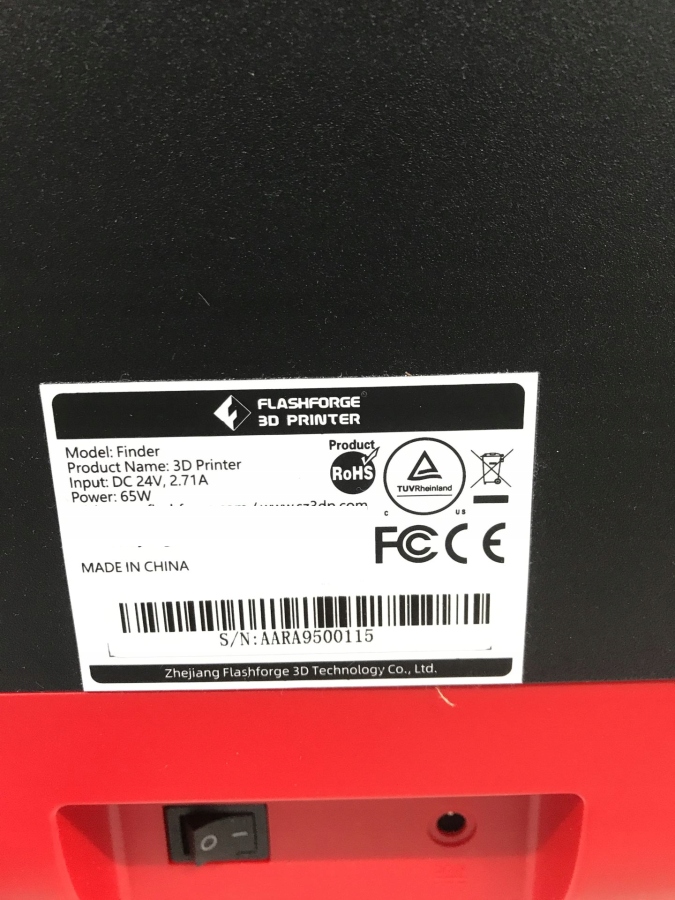 FLASHFORGE
3D PRINTER
Model: Finder
Product Name: 3D Printer
Input: DC 24V, 2.71A
Power: 65W
Product
RoHS
TUVRheinland
C US
FC CE
MADE IN CHINA
S/N:AARA9500115
Zhejiang Flashforge 3D Technology Co., Ltd.
O I